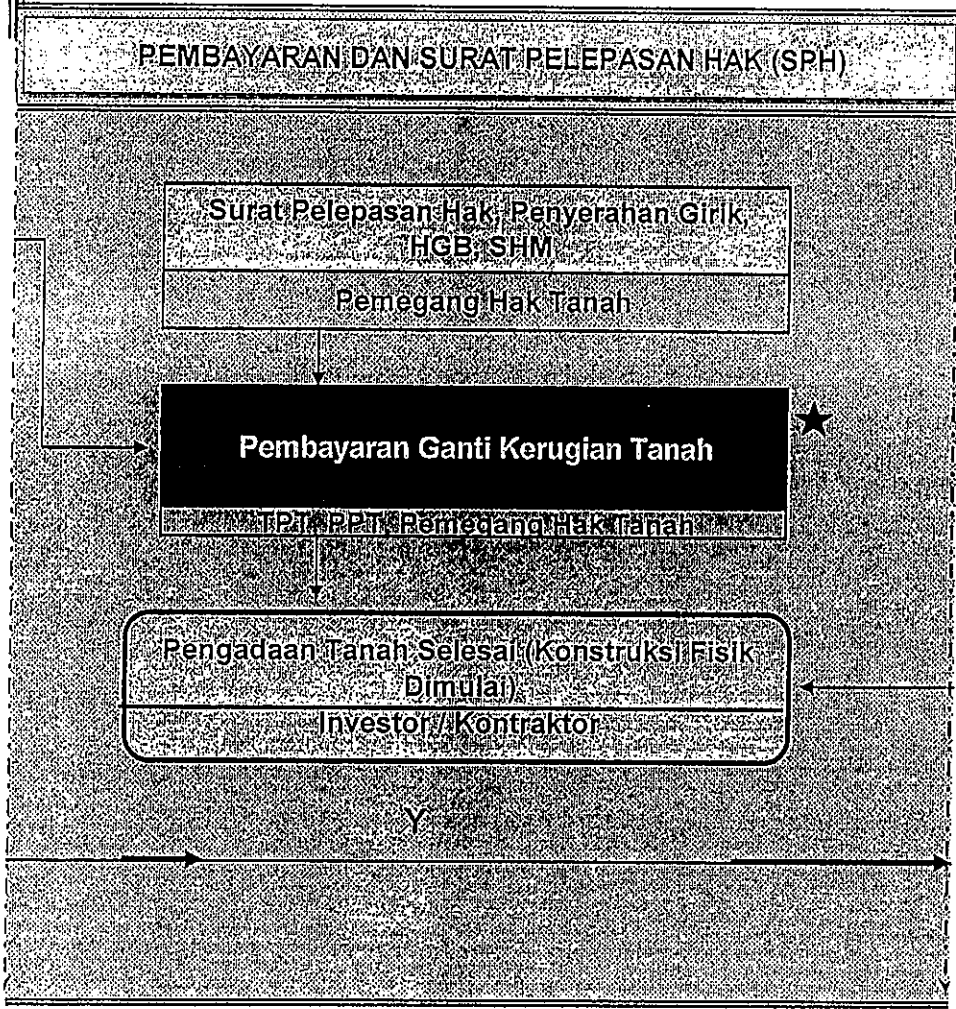 PEMBAYARAN DAN SURAT PELEPASAN HAK (SPH)
Surat Pelepasan Hak, Penyerahan Girik,
HGB, SHM
Pemegang Hak Tanah
Pembayaran Ganti Kerugian Tanah
TPT, PPT, Pemegang Hak Tanah
Pengadaan Tanah Selesai (Konstruksi Fisik
Dimulai)
Investor / Kontraktor
Y